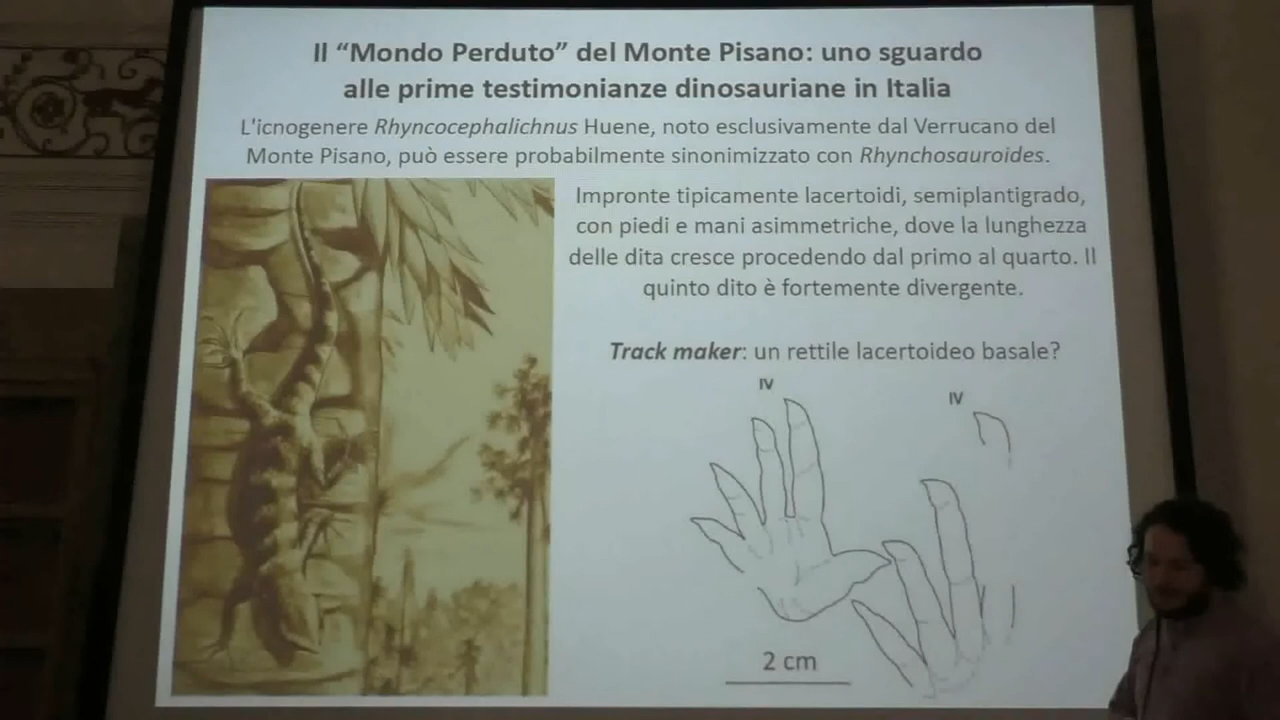 Il “Mondo Perduto” del Monte Pisano: uno sguardo
alle prime testimonianze dinosauriane in Italia
L'icnogenere Rhyncocephalichnus Huene, noto esclusivamente dal Verrucano del
Monte Pisano, può essere probabilmente sinonimizzato con Rhynchosauroides.
Impronte tipicamente lacertoidi, semiplantigrado,
con piedi e mani asimmetriche, dove la lunghezza
delle dita cresce procedendo dal primo al quarto. Il
quinto dito è fortemente divergente.
Track maker: un rettile lacertoideo basale?
IV
IV
2 cm